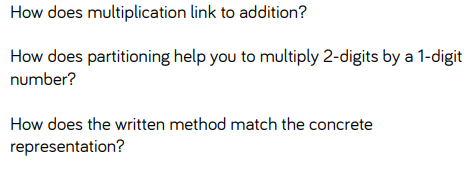 How does multiplication link to addition?
How does partitioning help you to multiply 2-digits by a 1-digit
number?
How does the written method match the concrete
representation?